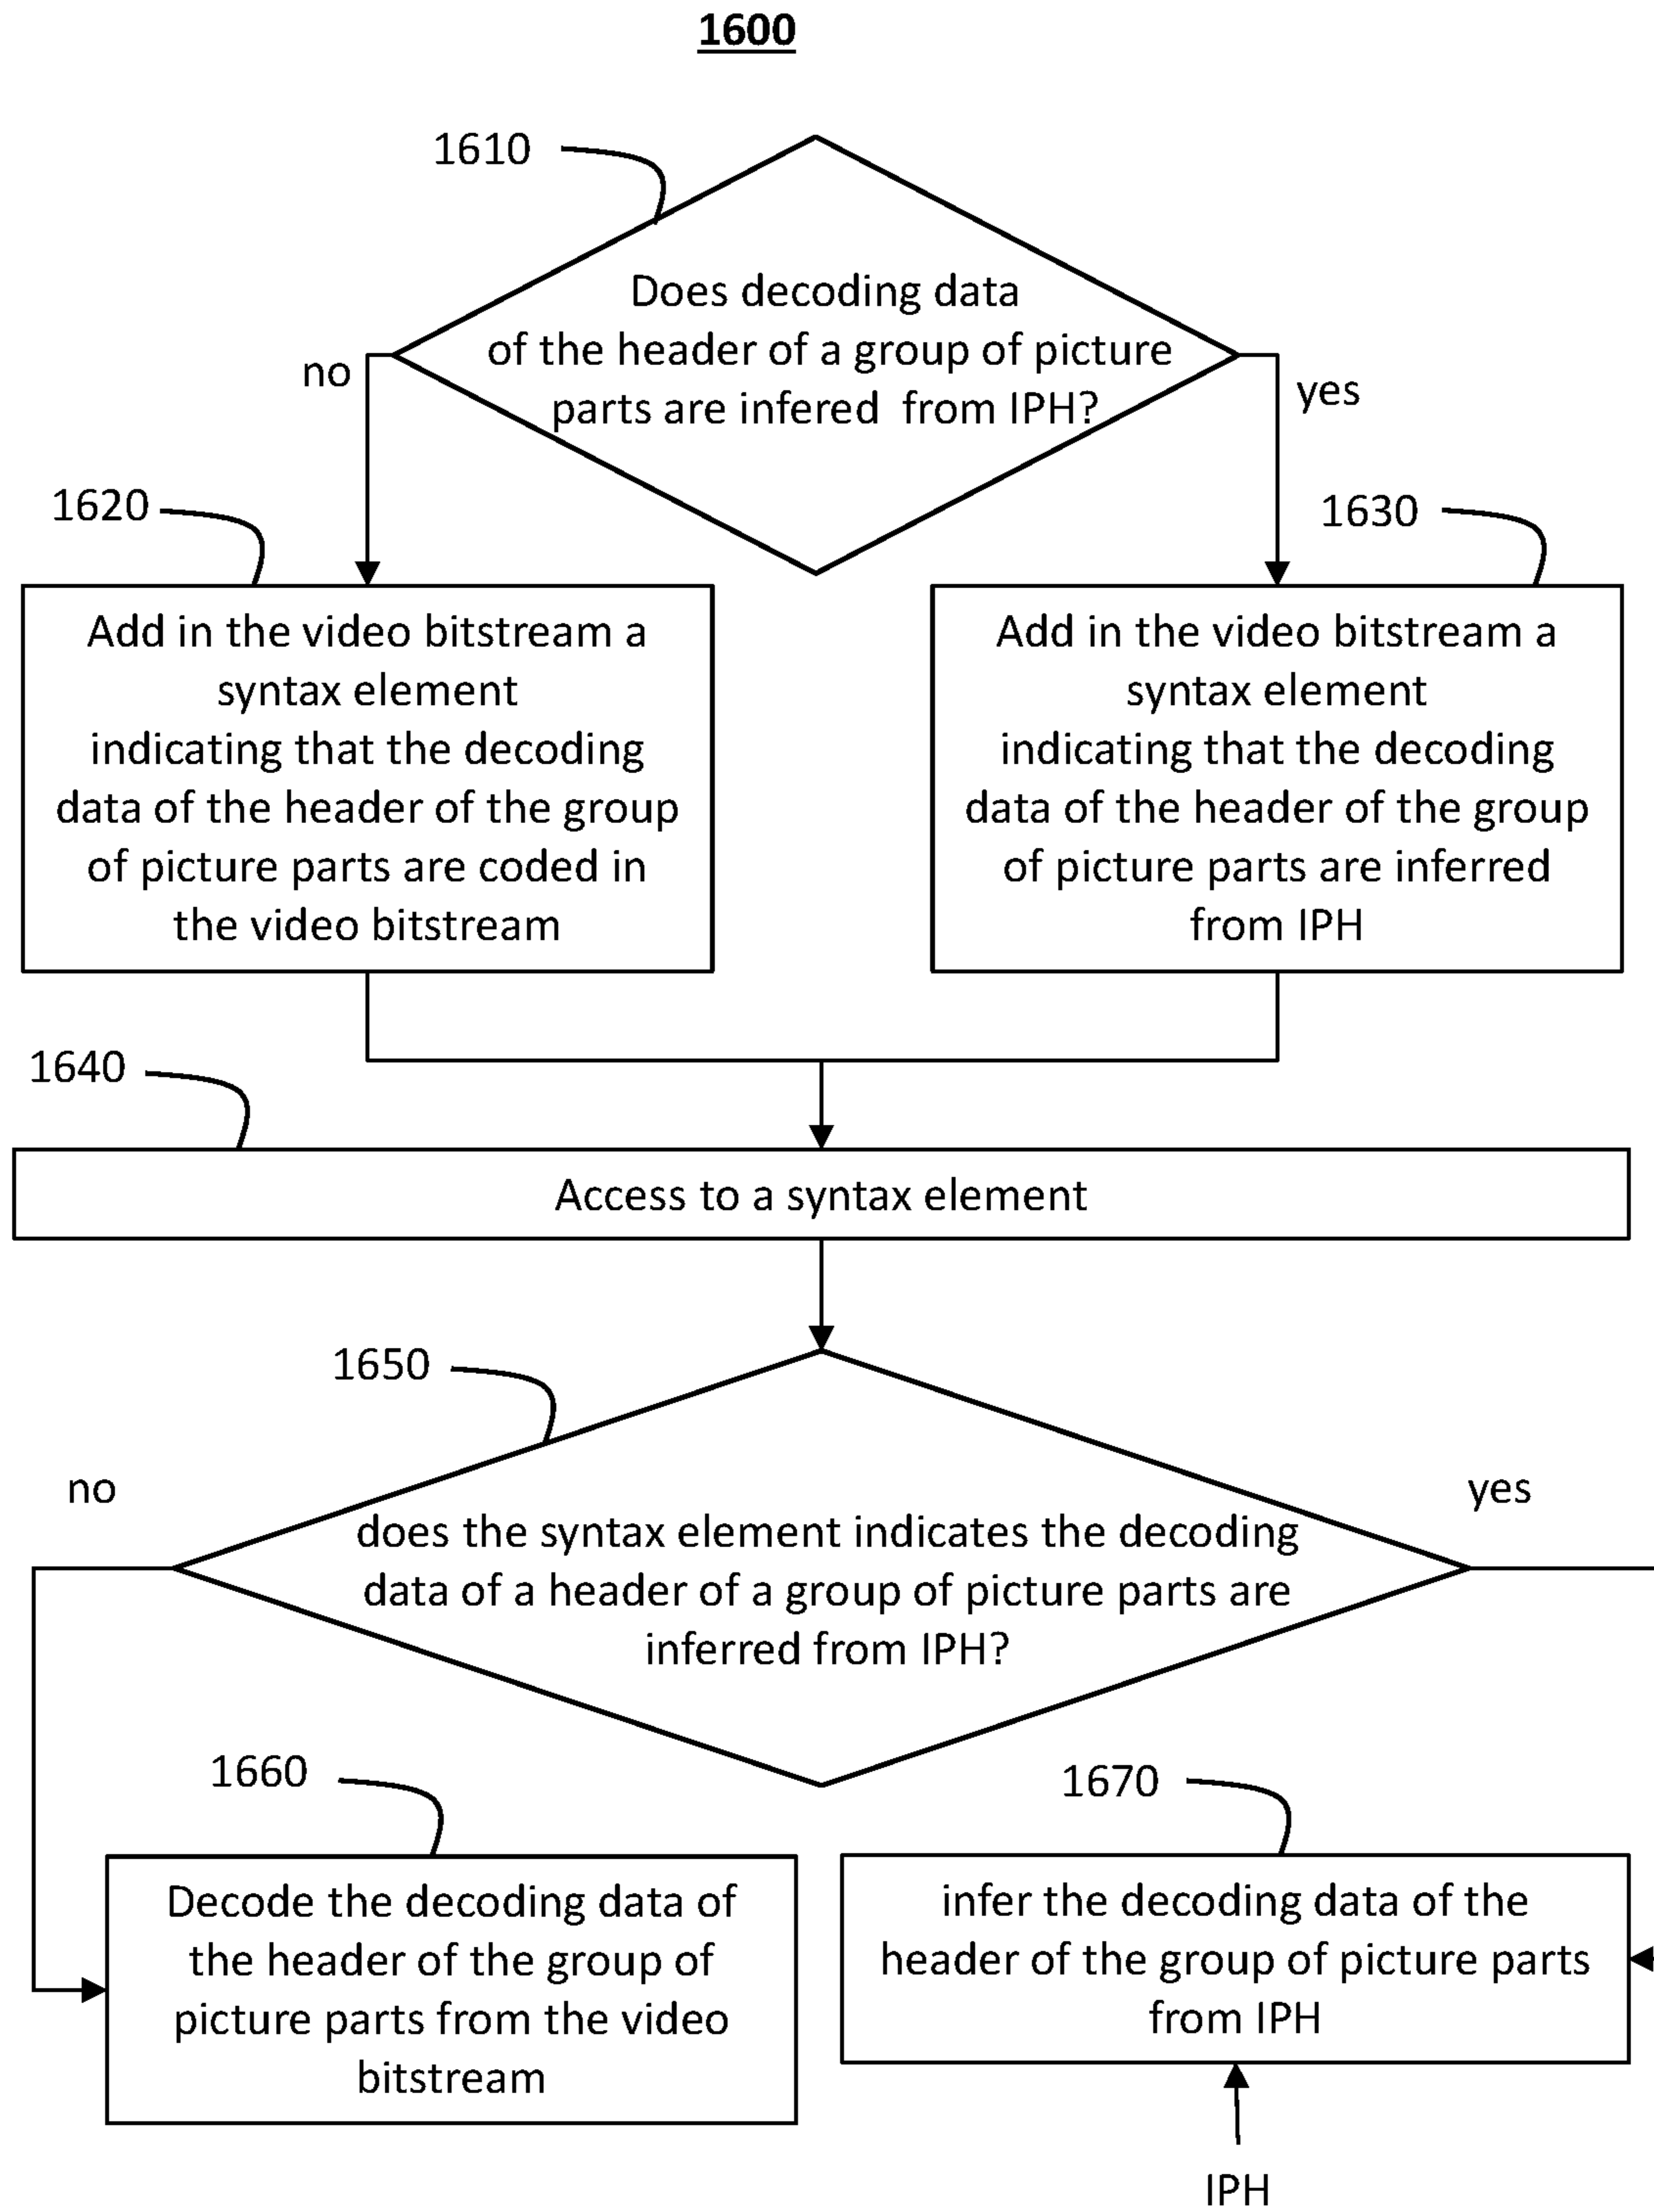 1600
1610
Does decoding data
of the header of a group of picture
parts are infered from IPH?
no
yes
1620
1630
Add in the video bitstream a
syntax element
indicating that the decoding
data of the header of the group
of picture parts are coded in
the video bitstream
Add in the video bitstream a
syntax element
indicating that the decoding
data of the header of the group
of picture parts are inferred
from IPH
1640
Access to a syntax element
1650
no
yes
does the syntax element indicates the decoding
data of a header of a group of picture parts are
inferred from IPH?
1660
1670
Decode the decoding data of
the header of the group of
picture parts from the video
bitstream
infer the decoding data of the
header of the group of picture parts
from IPH
IPH